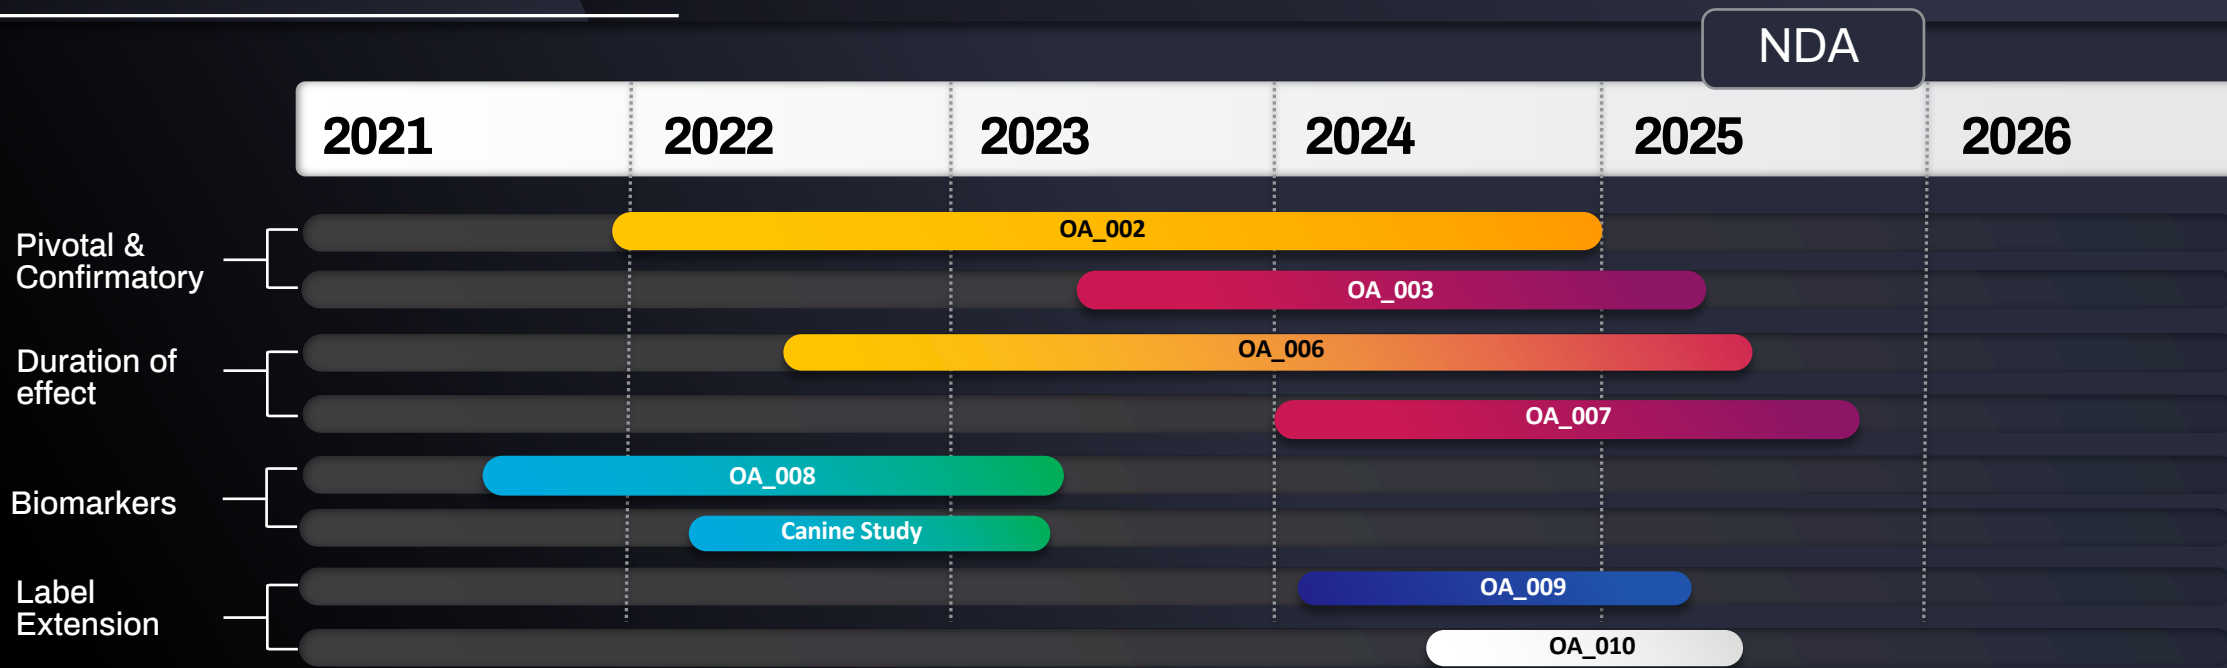 NDA
2021 2022 2023 2024 2025 2026
Pivotal &
Confirmatory
OA_002
OA_003
Duration of
effect
OA_006
OA_007
Biomarkers
OA_008
Canine Study
Label
Extension
OA_009
OA_010